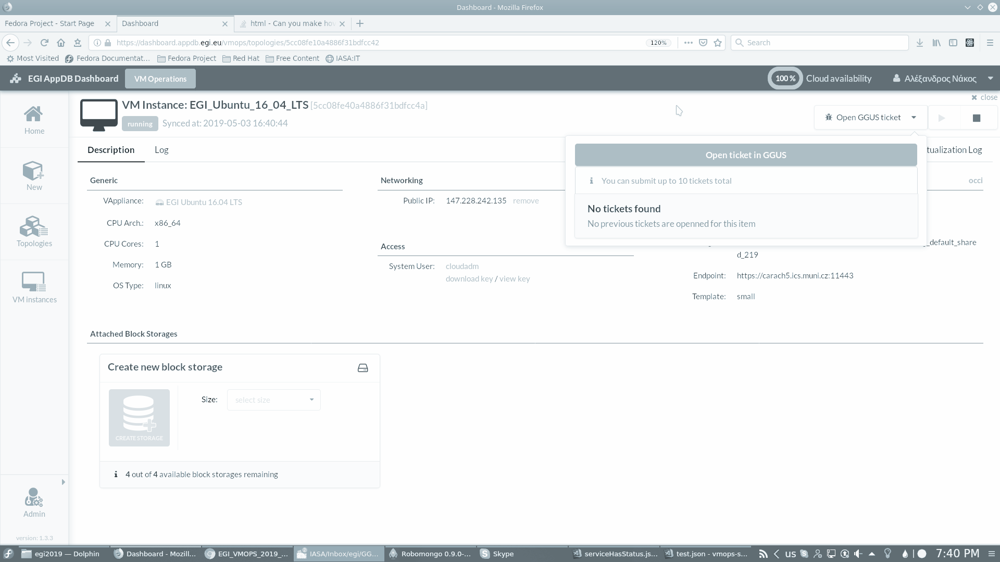 Dashboard - Mozilla Firefox
Fedora Project - Start Page
Dashboard
html - Can you make hov
https://dashboard.appdb.egi.eu/vmops/topologies/5cc08fe10a4886f31bdfcc42
120%
Search
Most Visited
Fedora Documentat...
Fedora Project
Red Hat
Free Content
IASA:IT
EGI AppDB Dashboard
VM Operations
100 %
Cloud availability
Αλέξανδρος Νάκος
Home
New
Topologies
VM instances
Admin
version: 1.3.3
close
VM Instance: EGI_Ubuntu_16_04_LTS [5cc08fe40a4886f31bdfcc4a]
running
Synced at: 2019-05-03 16:40:44
Open GGUS ticket
Description
Log
tualization Log
Open ticket in GGUS
You can submit up to 10 tickets total
No tickets found
No previous tickets are openned for this item
Generic
VAppliance: EGI Ubuntu 16.04 LTS
CPU Arch.: x86_64
CPU Cores: 1
Memory: 1 GB
OS Type: linux
Networking
Public IP: 147.228.242.135 remove
Access
System User: cloudadm
download key / view key
occi
_default_share
d_219
Endpoint: https://carach5.ics.muni.cz:11443
Template: small
Attached Block Storages
Create new block storage
CREATE STORAGE
Size: select size
4 out of 4 available block storages remaining
egi2019 — Dolphin
Dashboard - Mozill...
EGI_VMOPS_2019_...
IASA/Inbox/egi/GG...
Robomongo 0.9.0-...
Skype
serviceHasStatus.js...
test.json - vmops-s...
us
7:40 PM